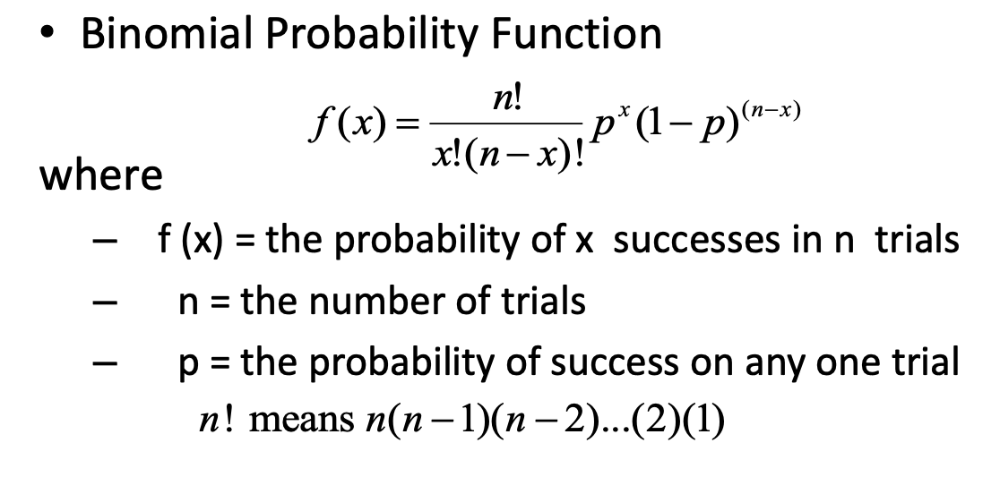 • Binomial Probability Function
f(x) = n! / x!(n − x)! p^x (1 − p)^(n−x)
where
– f (x) = the probability of x successes in n trials
– n = the number of trials
– p = the probability of success on any one trial
n! means n(n − 1)(n − 2)...(2)(1)